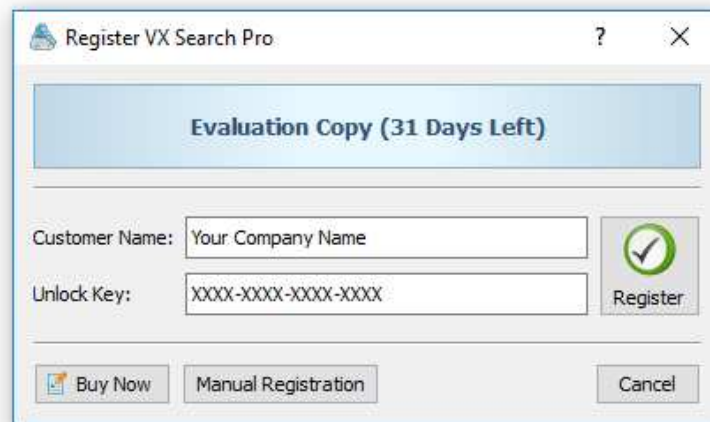 Register VX Search Pro ?
Evaluation Copy (31 Days Left)
Customer Name: Your Company Name
Unlock Key: XXXX-XXXX-XXXX-XXXX
Register
Buy Now Manual Registration Cancel